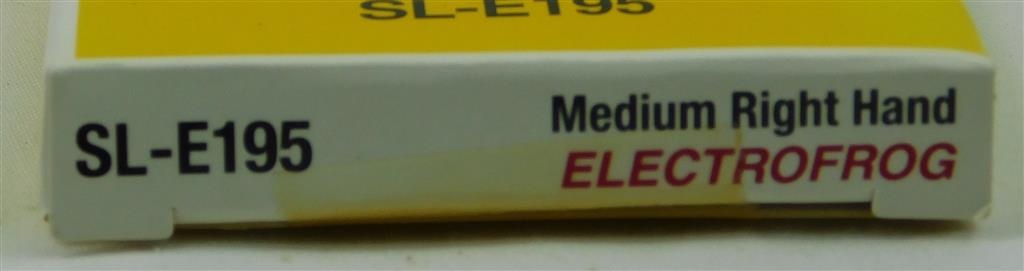 SL-E195
SL-E195
Medium Right Hand
ELECTROFROG